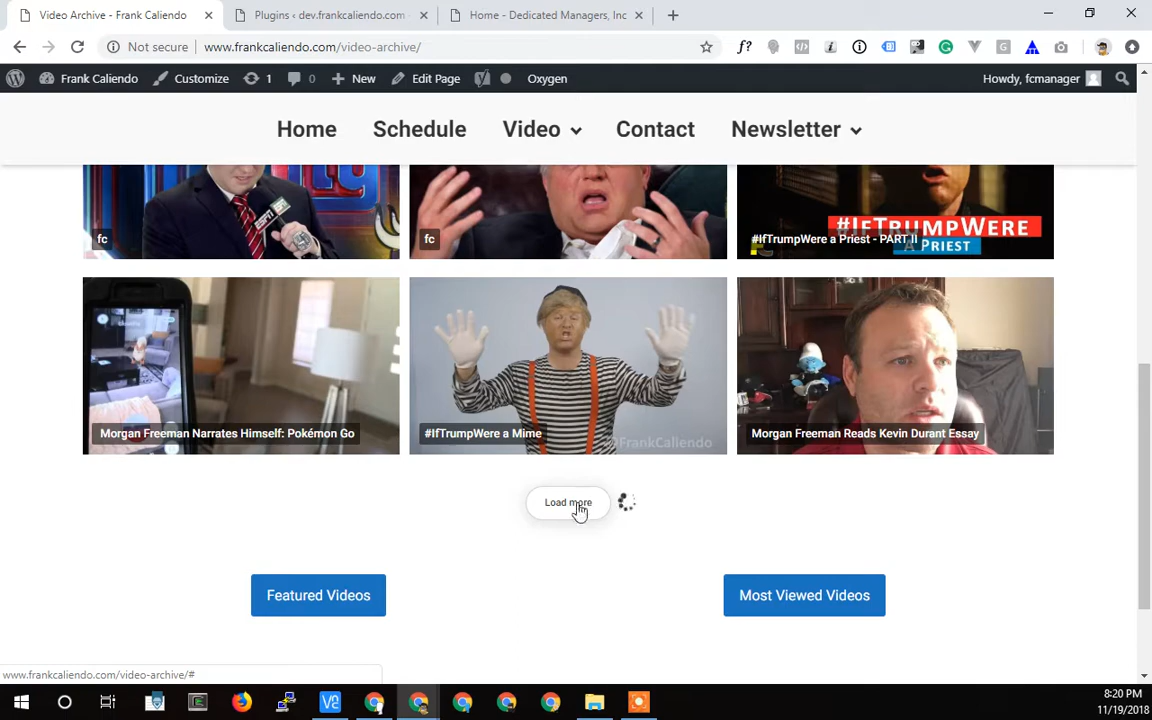 Video Archive - Frank Caliendo
Plugins ‹ dev.frankcaliendo.com
Home - Dedicated Managers, Inc
Not secure
www.frankcaliendo.com/video-archive/
Frank Caliendo
Customize
1
0
New
Edit Page
Oxygen
Howdy, fcmanager
Home
Schedule
Video
Contact
Newsletter
fc
fc
#IFTRUMPWERE
#IfTrumpWere a Priest - PART II
A PRIEST
Morgan Freeman Narrates Himself: Pokémon Go
#IfTrumpWere a Mime
@FrankCaliendo
Morgan Freeman Reads Kevin Durant Essay
Load more
Featured Videos
Most Viewed Videos
www.frankcaliendo.com/video-archive/#
8:20 PM
11/19/2018